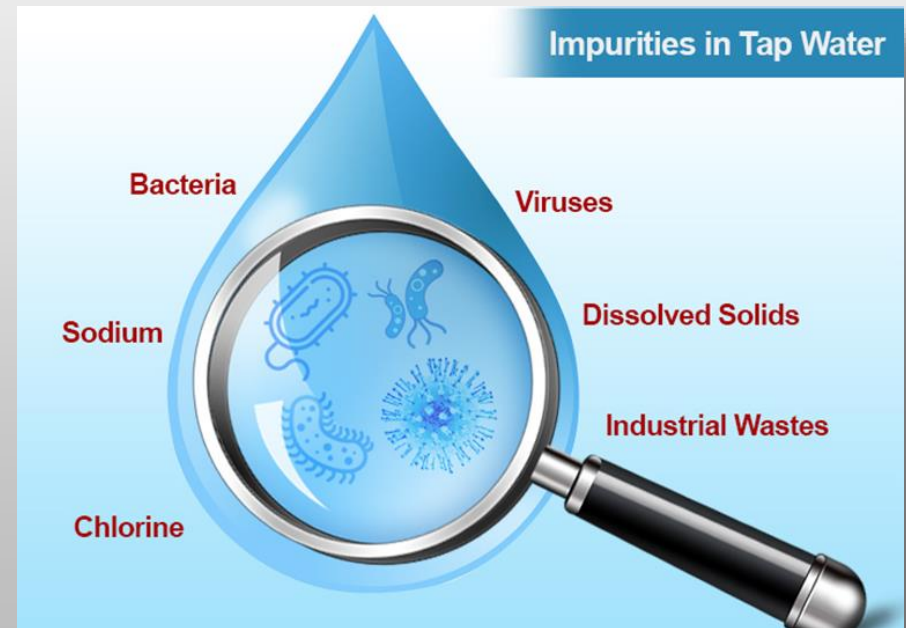 Impurities in Tap Water
Bacteria
Viruses
Sodium
Dissolved Solids
Industrial Wastes
Chlorine